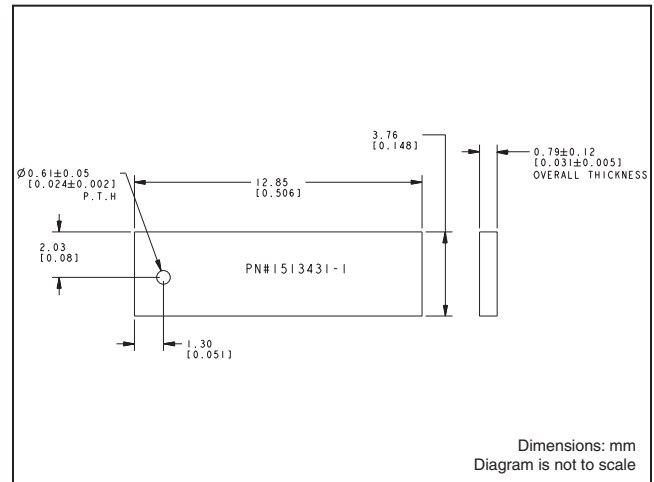 3.76
[0.148]
0.79±0.12
[0.031±0.005]
OVERALL THICKNESS
Ø0.61±0.05
[0.024±0.002]
P.T.H
12.85
[0.506]
2.03
[0.08]
PN#1513431-1
1.30
[0.051]
Dimensions: mm
Diagram is not to scale